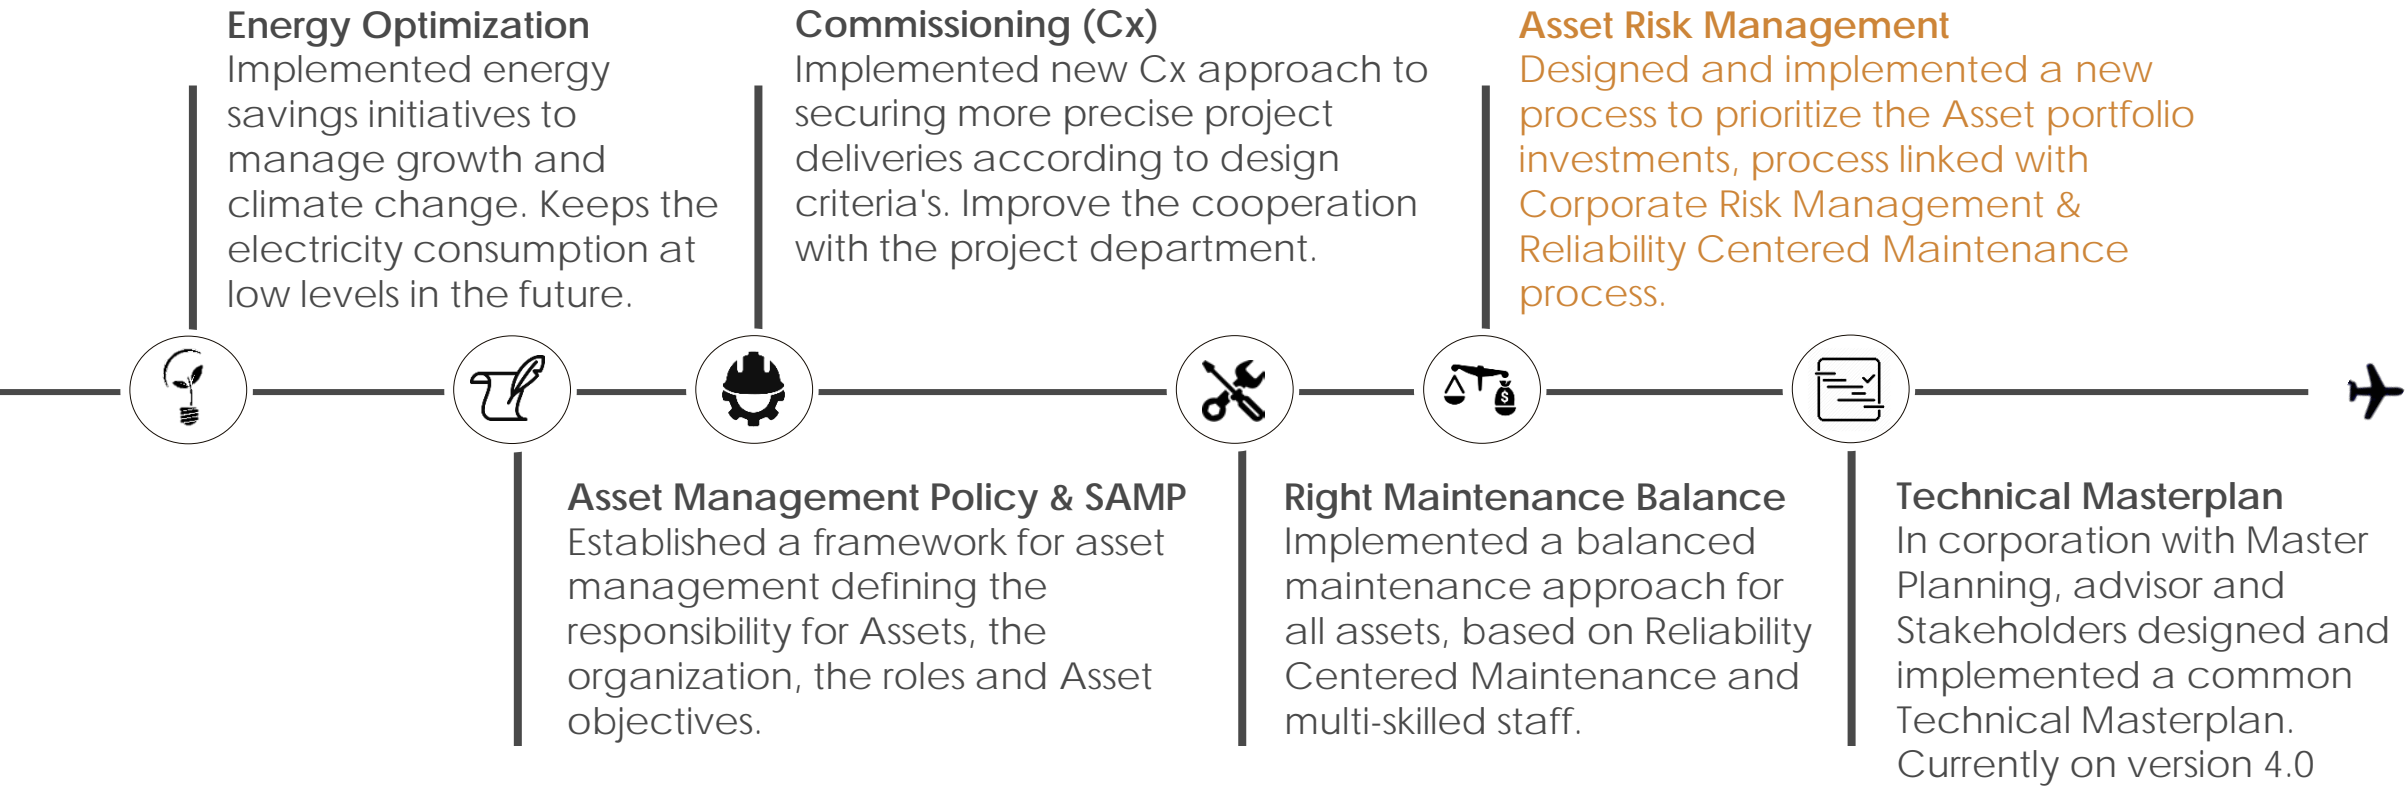 Energy Optimization
Implemented energy
savings initiatives to
manage growth and
climate change. Keeps the
electricity consumption at
low levels in the future.
Commissioning (Cx)
Implemented new Cx approach to
securing more precise project
deliveries according to design
criteria's. Improve the cooperation
with the project department.
Asset Risk Management
Designed and implemented a new
process to prioritize the Asset portfolio
investments, process linked with
Corporate Risk Management &
Reliability Centered Maintenance
process.
$
Asset Management Policy & SAMP
Established a framework for asset
management defining the
responsibility for Assets, the
organization, the roles and Asset
objectives.
Right Maintenance Balance
Implemented a balanced
maintenance approach for
all assets, based on Reliability
Centered Maintenance and
multi-skilled staff.
Technical Masterplan
In corporation with Master
Planning, advisor and
Stakeholders designed and
implemented a common
Technical Masterplan.
Currently on version 4.0